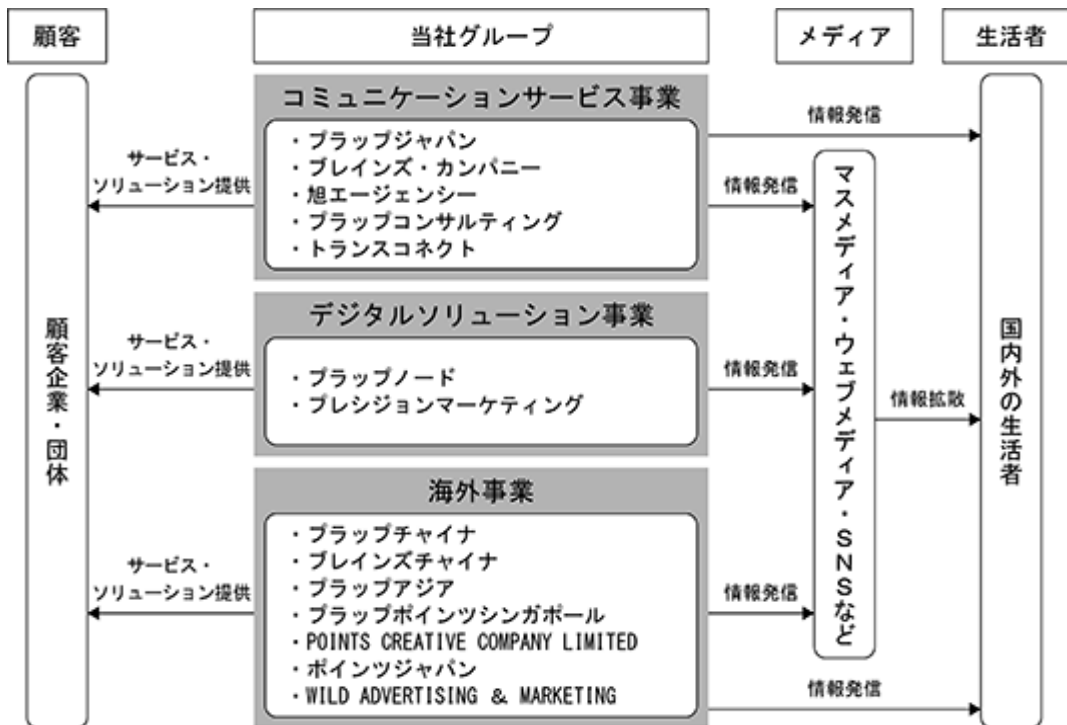 顧客
当社グループ
メディア
生活者
コミュニケーションサービス事業
・プラップジャパン
・ブレインズ・カンパニー
・旭エージェンシー
・プラップコンサルティング
・トランスコネクト
サービス・
ソリューション提供
情報発信
情報発信
デジタルソリューション事業
・プラップノード
・プレシジョンマーケティング
サービス・
ソリューション提供
情報発信
海外事業
・プラップチャイナ
・ブレインズチャイナ
・プラップアジア
・プラップポインツシンガポール
・POINTS CREATIVE COMPANY LIMITED
・ポインツジャパン
・WILD ADVERTISING & MARKETING
サービス・
ソリューション提供
情報発信
情報発信
顧客企業・団体
マスメディア・ウェブメディア・SNSなど
情報拡散
国内外の生活者